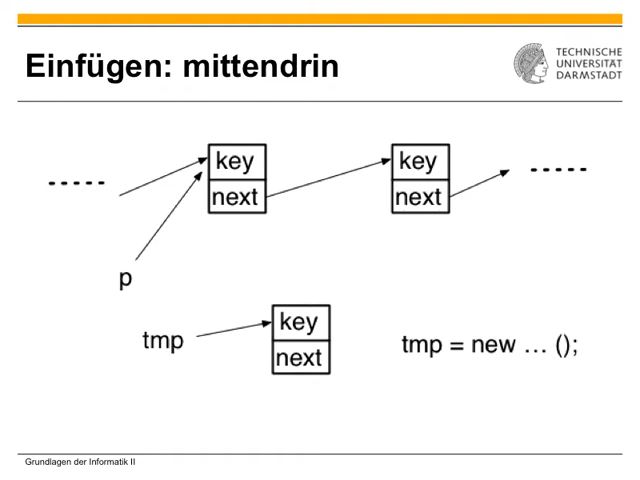 Einfügen: mittendrin
TECHNISCHE
UNIVERSITÄT
DARMSTADT
key
next
key
next
p
tmp
key
next
tmp = new … ();
Grundlagen der Informatik II